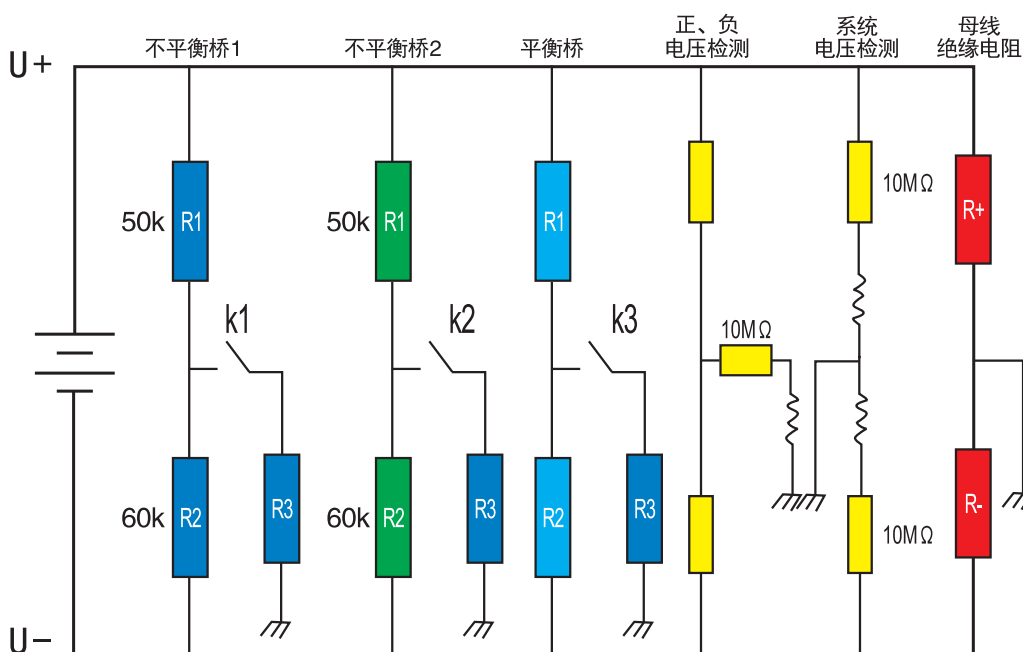 U+
不平衡桥1
不平衡桥2
平衡桥
正、负
电压检测
系统
电压检测
母线
绝缘电阻
50k
R1
50k
R1
R1
10MΩ
R+
k1
k2
k3
10MΩ
60k
R2
R3
60k
R2
R3
R2
R3
10MΩ
R-
U-